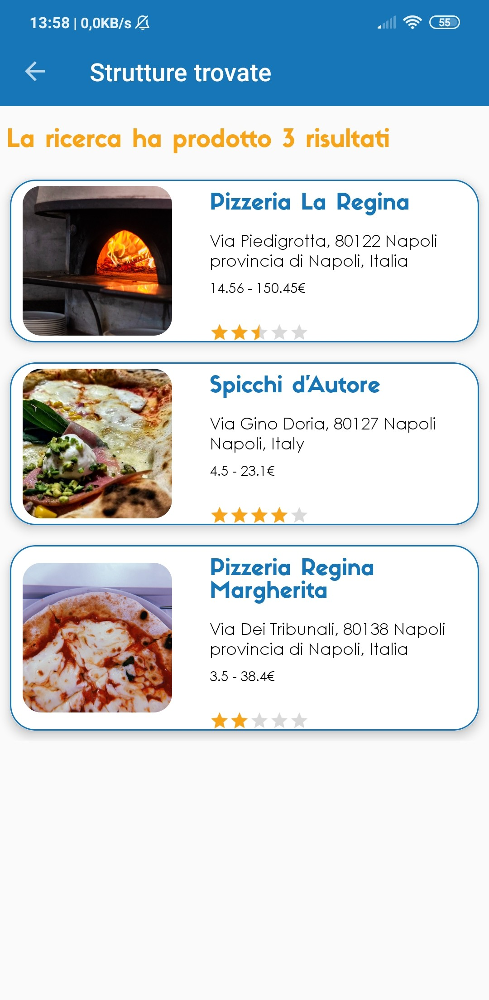 13:58 | 0,0KB/s
55
Strutture trovate
La ricerca ha prodotto 3 risultati
Pizzeria La Regina
Via Piedigrotta, 80122 Napoli
provincia di Napoli, Italia
14.56 - 150.45€
Spicchi d'Autore
Via Gino Doria, 80127 Napoli
Napoli, Italy
4.5 - 23.1€
Pizzeria Regina
Margherita
Via Dei Tribunali, 80138 Napoli
provincia di Napoli, Italia
3.5 - 38.4€